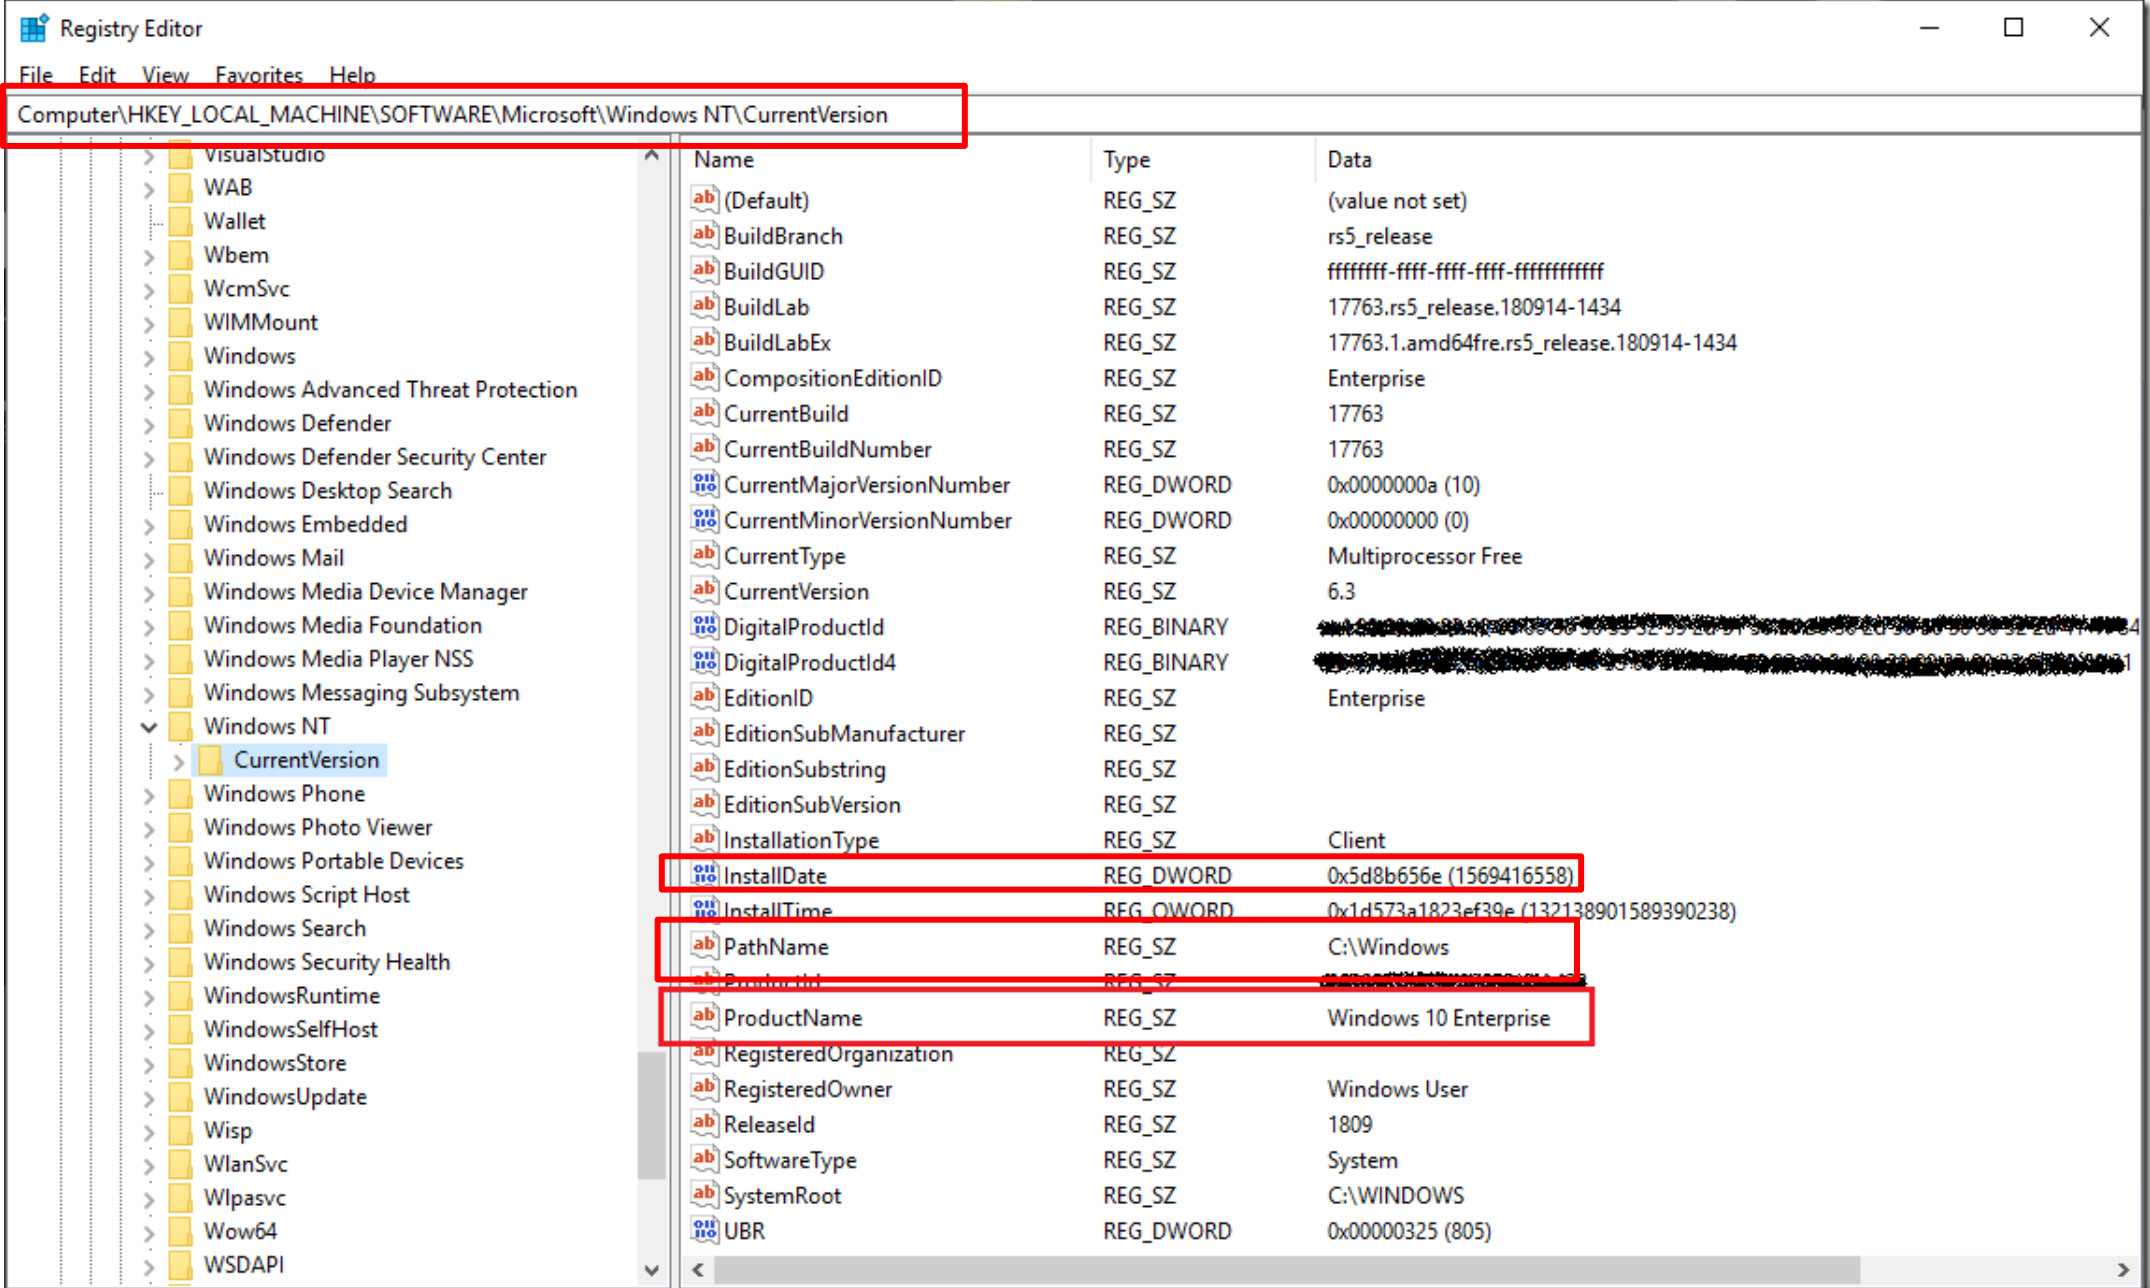 Registry Editor
File Edit View Favorites Help
Computer\HKEY_LOCAL_MACHINE\SOFTWARE\Microsoft\Windows NT\CurrentVersion
VisualStudio
WAB
Wallet
Wbem
WcmSvc
WIMMount
Windows
Windows Advanced Threat Protection
Windows Defender
Windows Defender Security Center
Windows Desktop Search
Windows Embedded
Windows Mail
Windows Media Device Manager
Windows Media Foundation
Windows Media Player NSS
Windows Messaging Subsystem
Windows NT
CurrentVersion
Windows Phone
Windows Photo Viewer
Windows Portable Devices
Windows Script Host
Windows Search
Windows Security Health
WindowsRuntime
WindowsSelfHost
WindowsStore
WindowsUpdate
Wisp
WlanSvc
Wlpasvc
Wow64
WSDAPI
Name Type Data
(Default) REG_SZ (value not set)
BuildBranch REG_SZ rs5_release
BuildGUID REG_SZ ffffffff-ffff-ffff-ffff-ffffffffffff
BuildLab REG_SZ 17763.rs5_release.180914-1434
BuildLabEx REG_SZ 17763.1.amd64fre.rs5_release.180914-1434
CompositionEditionID REG_SZ Enterprise
CurrentBuild REG_SZ 17763
CurrentBuildNumber REG_SZ 17763
CurrentMajorVersionNumber REG_DWORD 0x0000000a (10)
CurrentMinorVersionNumber REG_DWORD 0x00000000 (0)
CurrentType REG_SZ Multiprocessor Free
CurrentVersion REG_SZ 6.3
DigitalProductId REG_BINARY
DigitalProductId4 REG_BINARY
EditionID REG_SZ Enterprise
EditionSubManufacturer REG_SZ
EditionSubstring REG_SZ
EditionSubVersion REG_SZ
InstallationType REG_SZ Client
InstallDate REG_DWORD 0x5d8b656e (1569416558)
InstallTime REG_QWORD 0x1d573a1823ef39e (132138901589390238)
PathName REG_SZ C:\Windows
ProductId REG_SZ
ProductName REG_SZ Windows 10 Enterprise
RegisteredOrganization REG_SZ
RegisteredOwner REG_SZ Windows User
ReleaseId REG_SZ 1809
SoftwareType REG_SZ System
SystemRoot REG_SZ C:\WINDOWS
UBR REG_DWORD 0x00000325 (805)